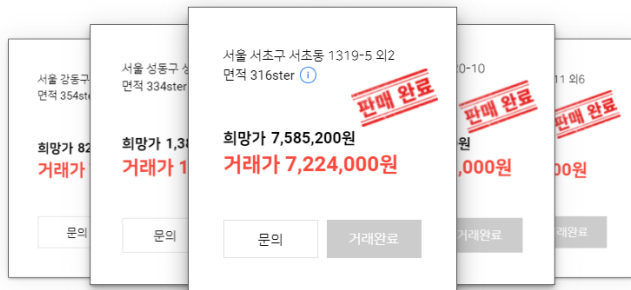 서울 강동구
면적 354ste
희망가 82
거래가
문의
서울 성동구 성
면적 334ster
희망가 1,38
거래가 1
문의
서울 서초구 서초동 1319-5 외2
면적 316ster
판매 완료
희망가 7,585,200원
거래가 7,224,000원
문의
거래완료
0-10
판매 완료
원
,000원
거래완료
11 외6
판매 완료
00원
래완료